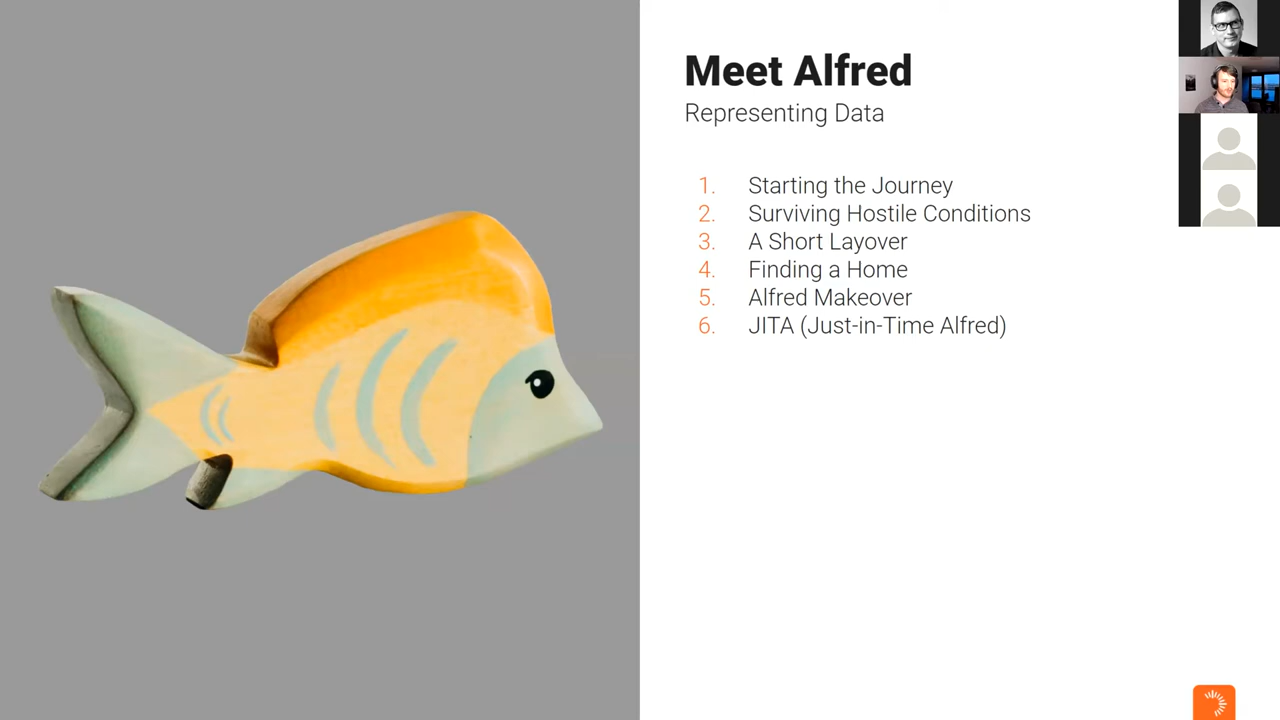 Meet Alfred
Representing Data
1. Starting the Journey
2. Surviving Hostile Conditions
3. A Short Layover
4. Finding a Home
5. Alfred Makeover
6. JITA (Just-in-Time Alfred)